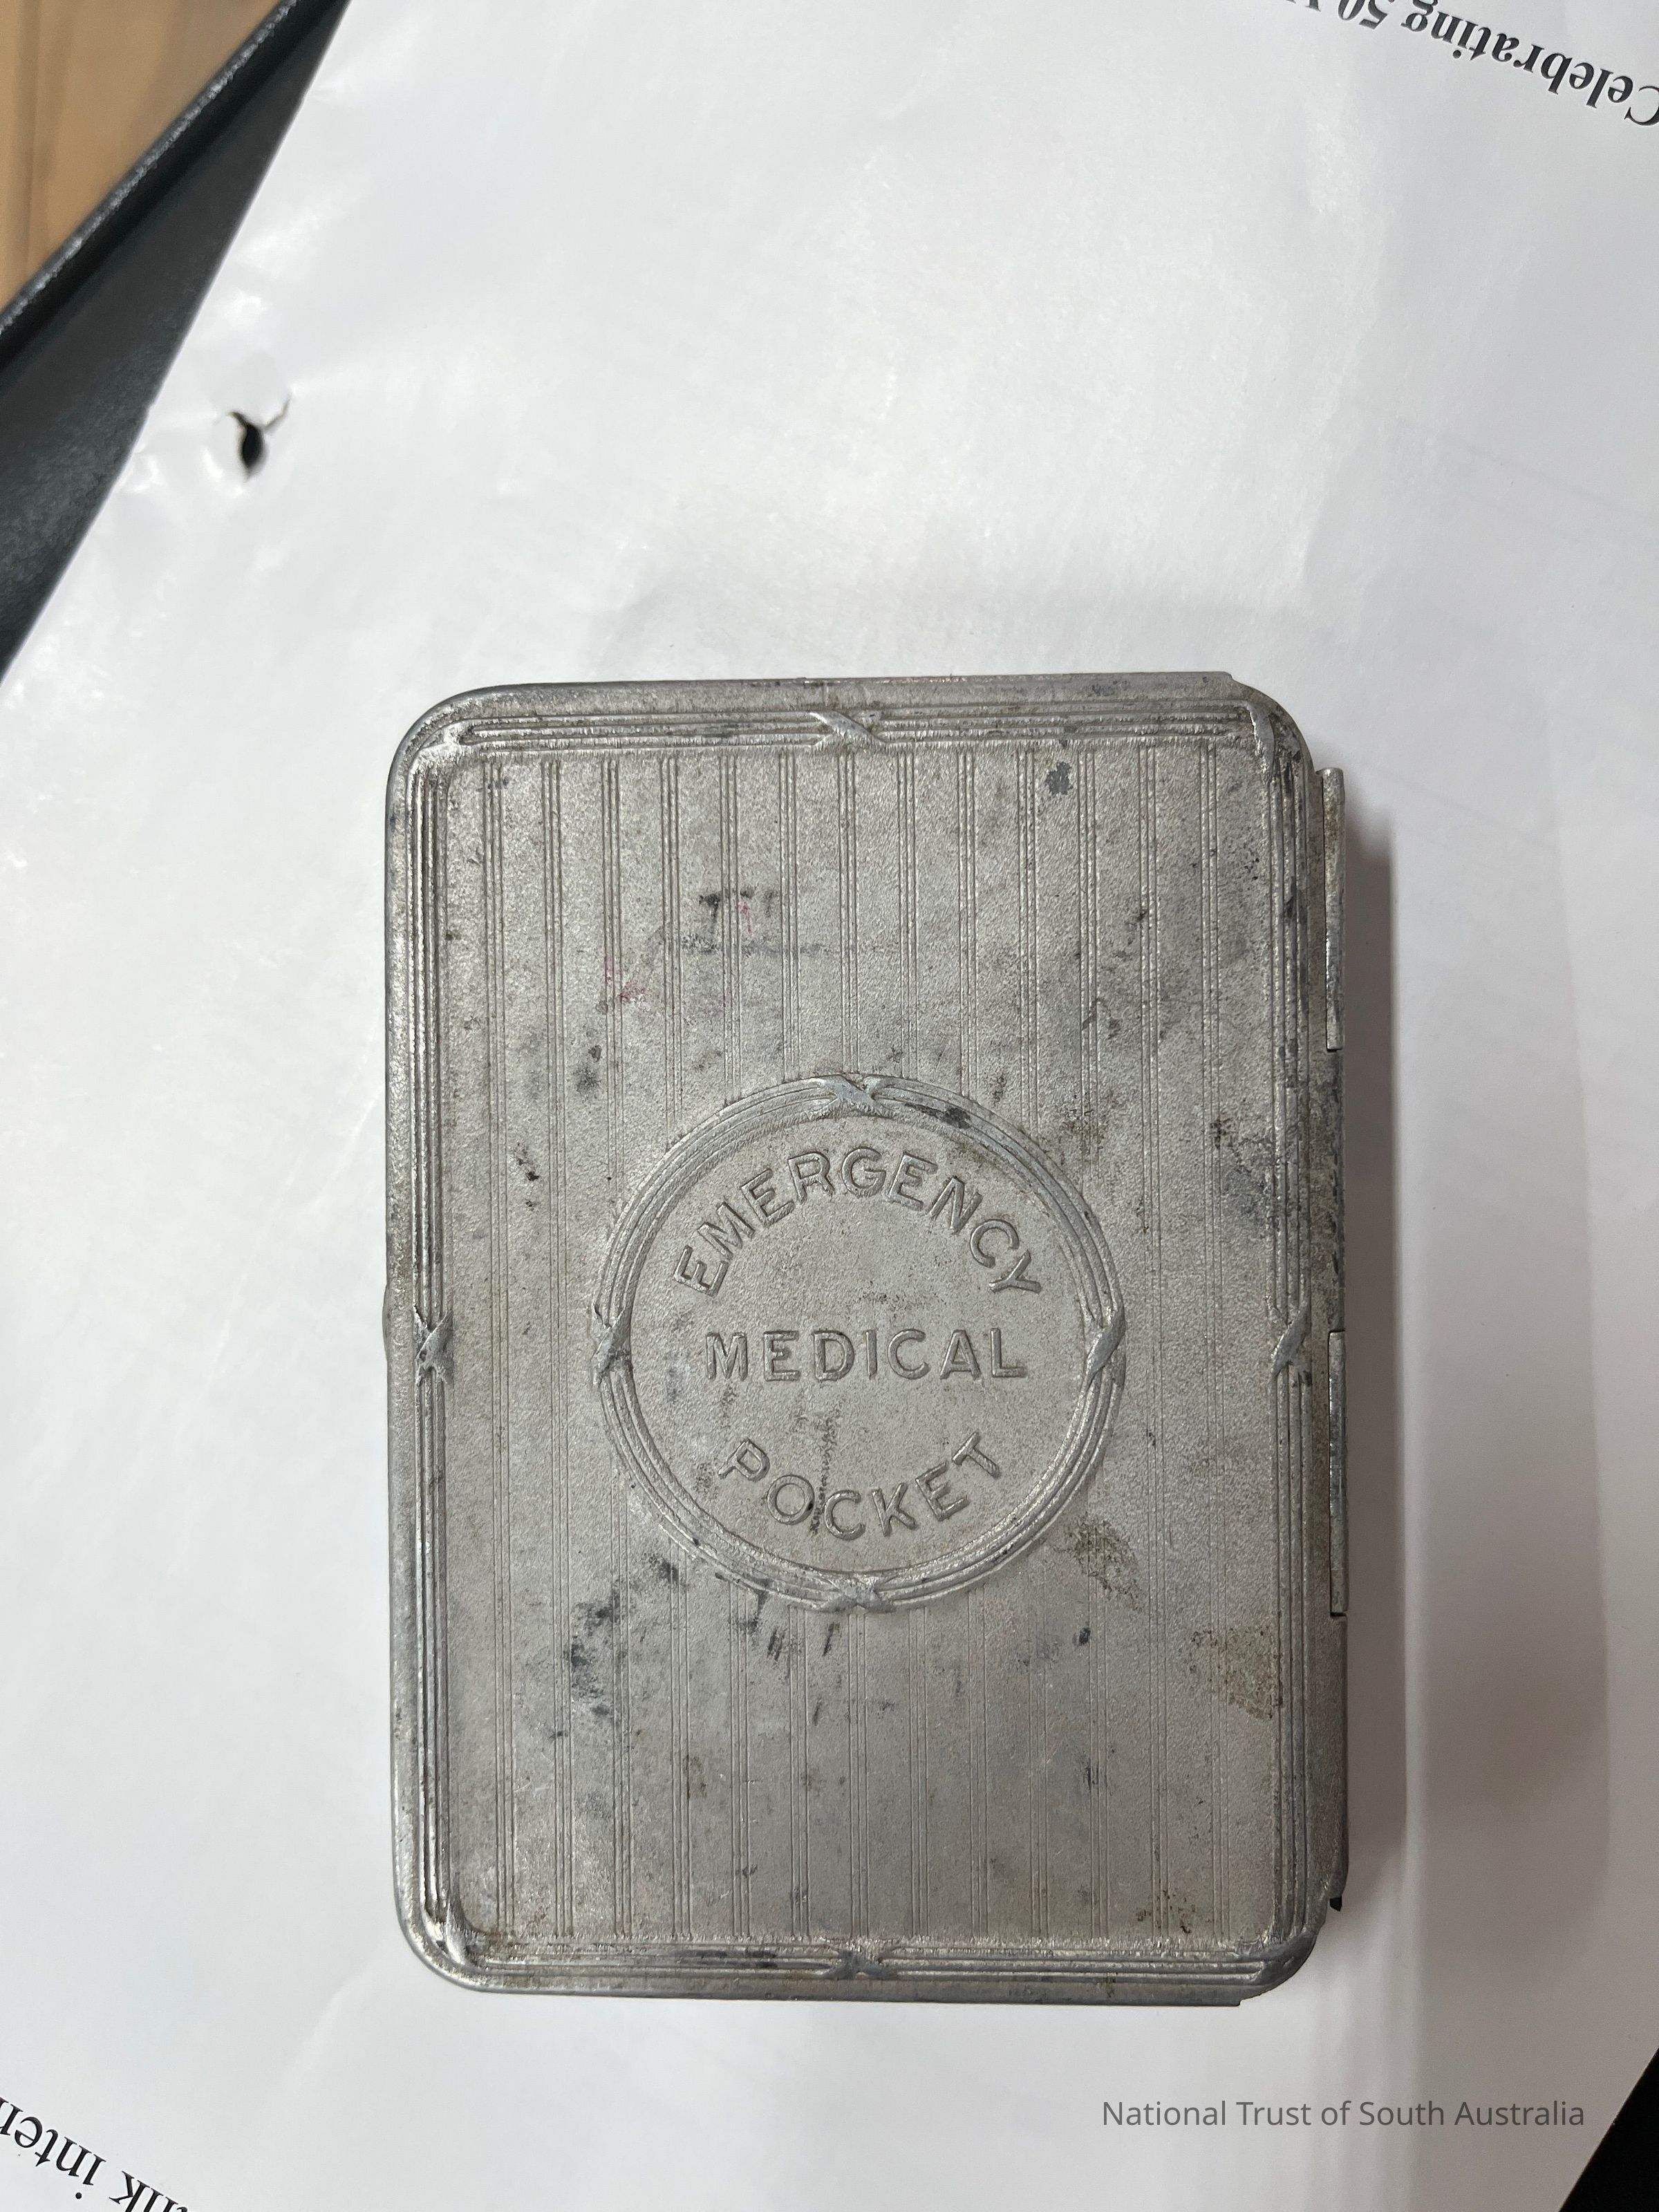 Celebrating 50
EMERGENCY
MEDICAL
POCKET
National Trust of South Australia